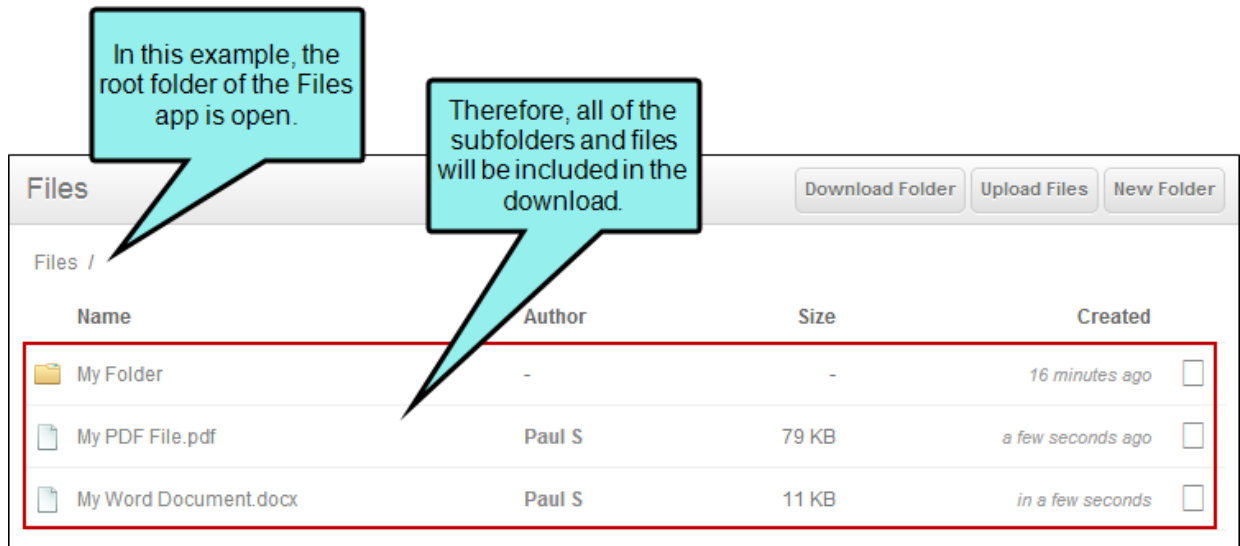 In this example, the
root folder of the Files
app is open.
Therefore, all of the
subfolders and files
will be included in the
download.
Files
Download Folder Upload Files New Folder
Files /
Name Author Size Created
My Folder - - 16 minutes ago
My PDF File.pdf Paul S 79 KB a few seconds ago
My Word Document.docx Paul S 11 KB in a few seconds